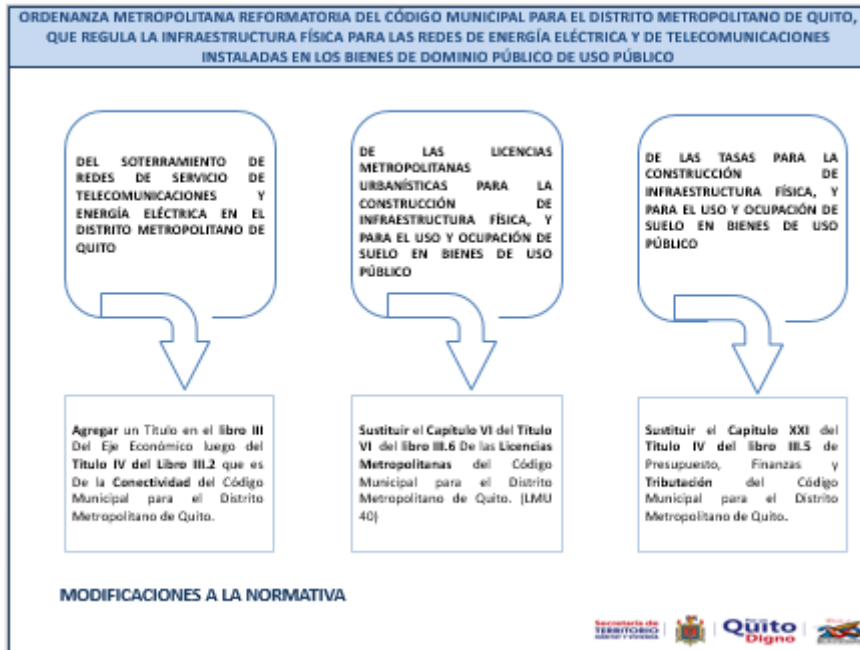 ORDENANZA METROPOLITANA REFORMATORIA DEL CÓDIGO MUNICIPAL PARA EL DISTRITO METROPOLITANO DE QUITO,
QUE REGULA LA INFRAESTRUCTURA FÍSICA PARA LAS REDES DE ENERGÍA ELÉCTRICA Y DE TELECOMUNICACIONES
INSTALADAS EN LOS BIENES DE DOMINIO PÚBLICO DE USO PÚBLICO
DEL SOTERRAMIENTO DE
REDES DE SERVICIO DE
TELECOMUNICACIONES Y
ENERGÍA ELÉCTRICA EN EL
DISTRITO METROPOLITANO DE
QUITO
DE LAS LICENCIAS
METROPOLITANAS
URBANÍSTICAS PARA LA
CONSTRUCCIÓN DE
INFRAESTRUCTURA FÍSICA, Y
PARA EL USO Y OCUPACIÓN DE
SUELO EN BIENES DE USO
PÚBLICO
DE LAS TASAS PARA LA
CONSTRUCCIÓN DE
INFRAESTRUCTURA FÍSICA, Y
PARA EL USO Y OCUPACIÓN DE
SUELO EN BIENES DE USO
PÚBLICO
Agregar un Título en el libro III
Del Eje Económico luego del
Título IV del Libro III.2 que es
De la Conectividad del Código
Municipal para el Distrito
Metropolitano de Quito.
Sustituir el Capítulo VI del Título
VI del libro III.6 De las Licencias
Metropolitanas del Código
Municipal para el Distrito
Metropolitano de Quito. (LMU
40)
Sustituir el Capítulo XXI del
Título IV del libro III.5 de
Presupuesto, Finanzas y
Tributación del Código
Municipal para el Distrito
Metropolitano de Quito.
MODIFICACIONES A LA NORMATIVA
Secretaría de
TERRITORIO
Quito
Digno